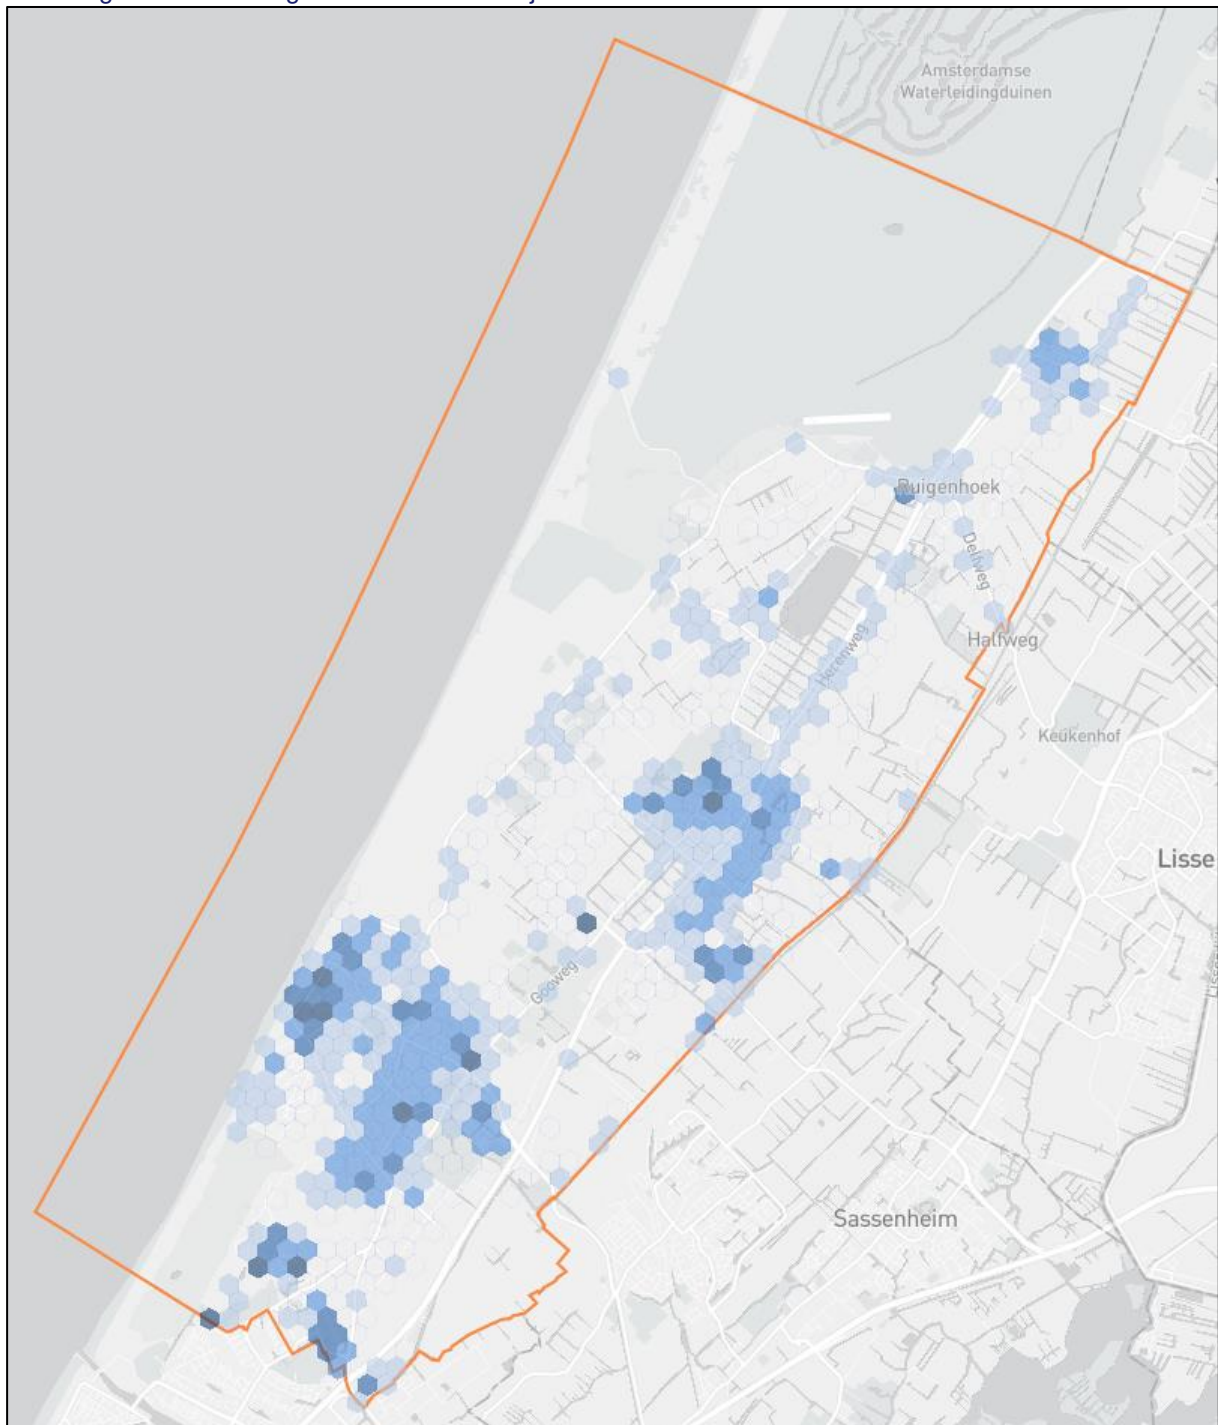 Amsterdamse
Waterleidingduinen
Ruigenhoek
Delfweg
Halfweg
Herenweg
Keukenhof
Lisse
Gooweg
Sassenheim